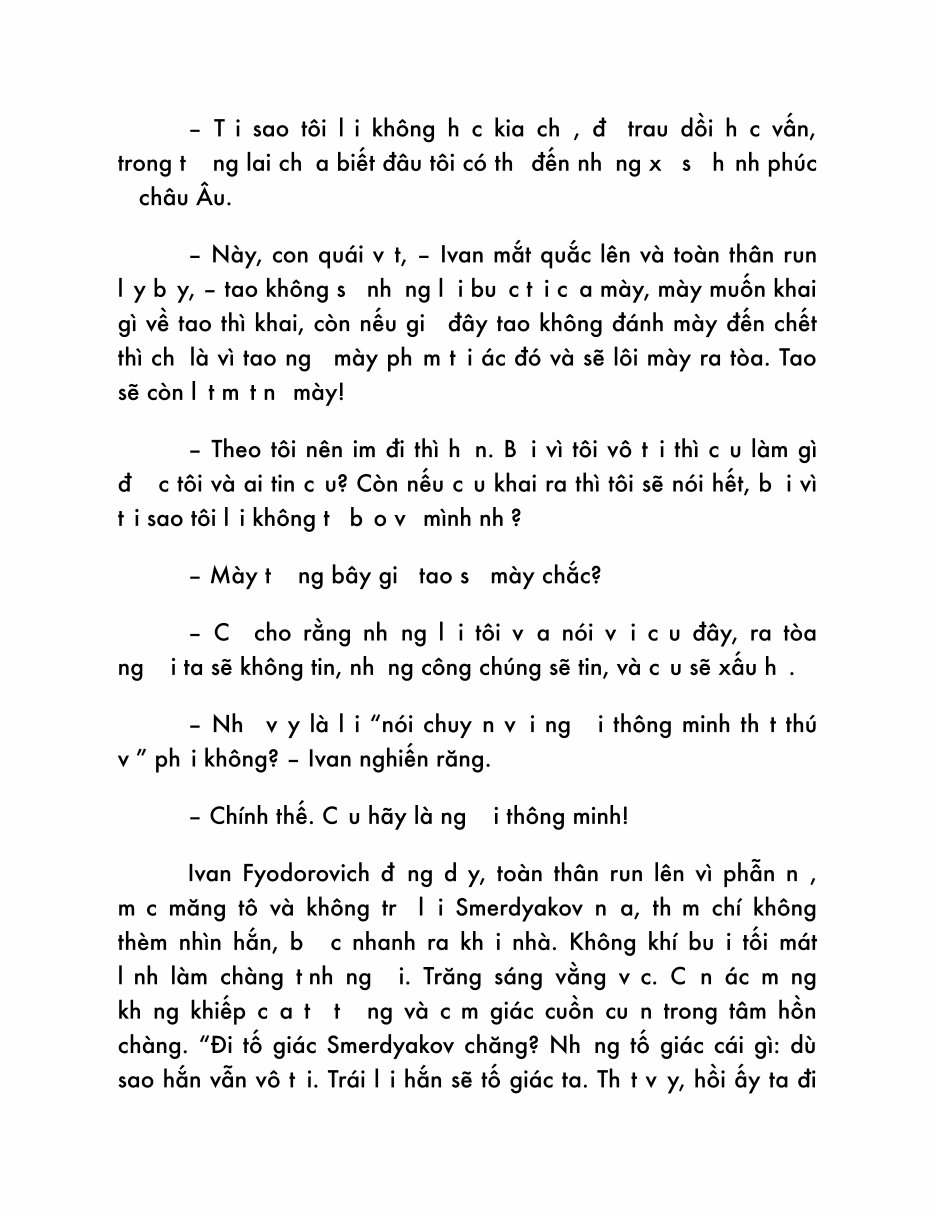 – T i sao tôi l i không h c kia ch , đ trau dồi h c vấn,
trong t ng lai ch a biết đâu tôi có th đến nh ng x s h nh phúc
châu Âu.
– Này, con quái v t, – Ivan mắt quắc lên và toàn thân run
l y b y, – tao không s nh ng l i bu c t i c a mày, mày muốn khai
gì về tao thì khai, còn nếu gi đây tao không đánh mày đến chết
thì ch là vì tao ng mày ph m t i ác đó và sẽ lôi mày ra tòa. Tao
sẽ còn l t m t n mày!
– Theo tôi nên im đi thì h n. B i vì tôi vô t i thì c u làm gì
đ c tôi và ai tin c u? Còn nếu c u khai ra thì tôi sẽ nói hết, b i vì
t i sao tôi l i không t b o v mình nh ?
– Mày t ng bây gi tao s mày chắc?
– C cho rằng nh ng l i tôi v a nói v i c u đây, ra tòa
ng i ta sẽ không tin, nh ng công chúng sẽ tin, và c u sẽ xấu h .
– Nh v y là l i “nói chuy n v i ng i thông minh th t thú
v ” ph i không? – Ivan nghiến răng.
– Chính thế. C u hãy là ng i thông minh!
Ivan Fyodorovich đ ng d y, toàn thân run lên vì phẫn n ,
m c măng tô và không tr l i Smerdyakov n a, th m chí không
thèm nhìn hắn, b c nhanh ra kh i nhà. Không khí bu i tối mát
l nh làm chàng t nh ng i. Trăng sáng vằng v c. C n ác m ng
kh ng khiếp c a t t ng và c m giác cuồn cu n trong tâm hồn
chàng. “Đi tố giác Smerdyakov chăng? Nh ng tố giác cái gì: dù
sao hắn vẫn vô t i. Trái l i hắn sẽ tố giác ta. Th t v y, hồi ấy ta đi